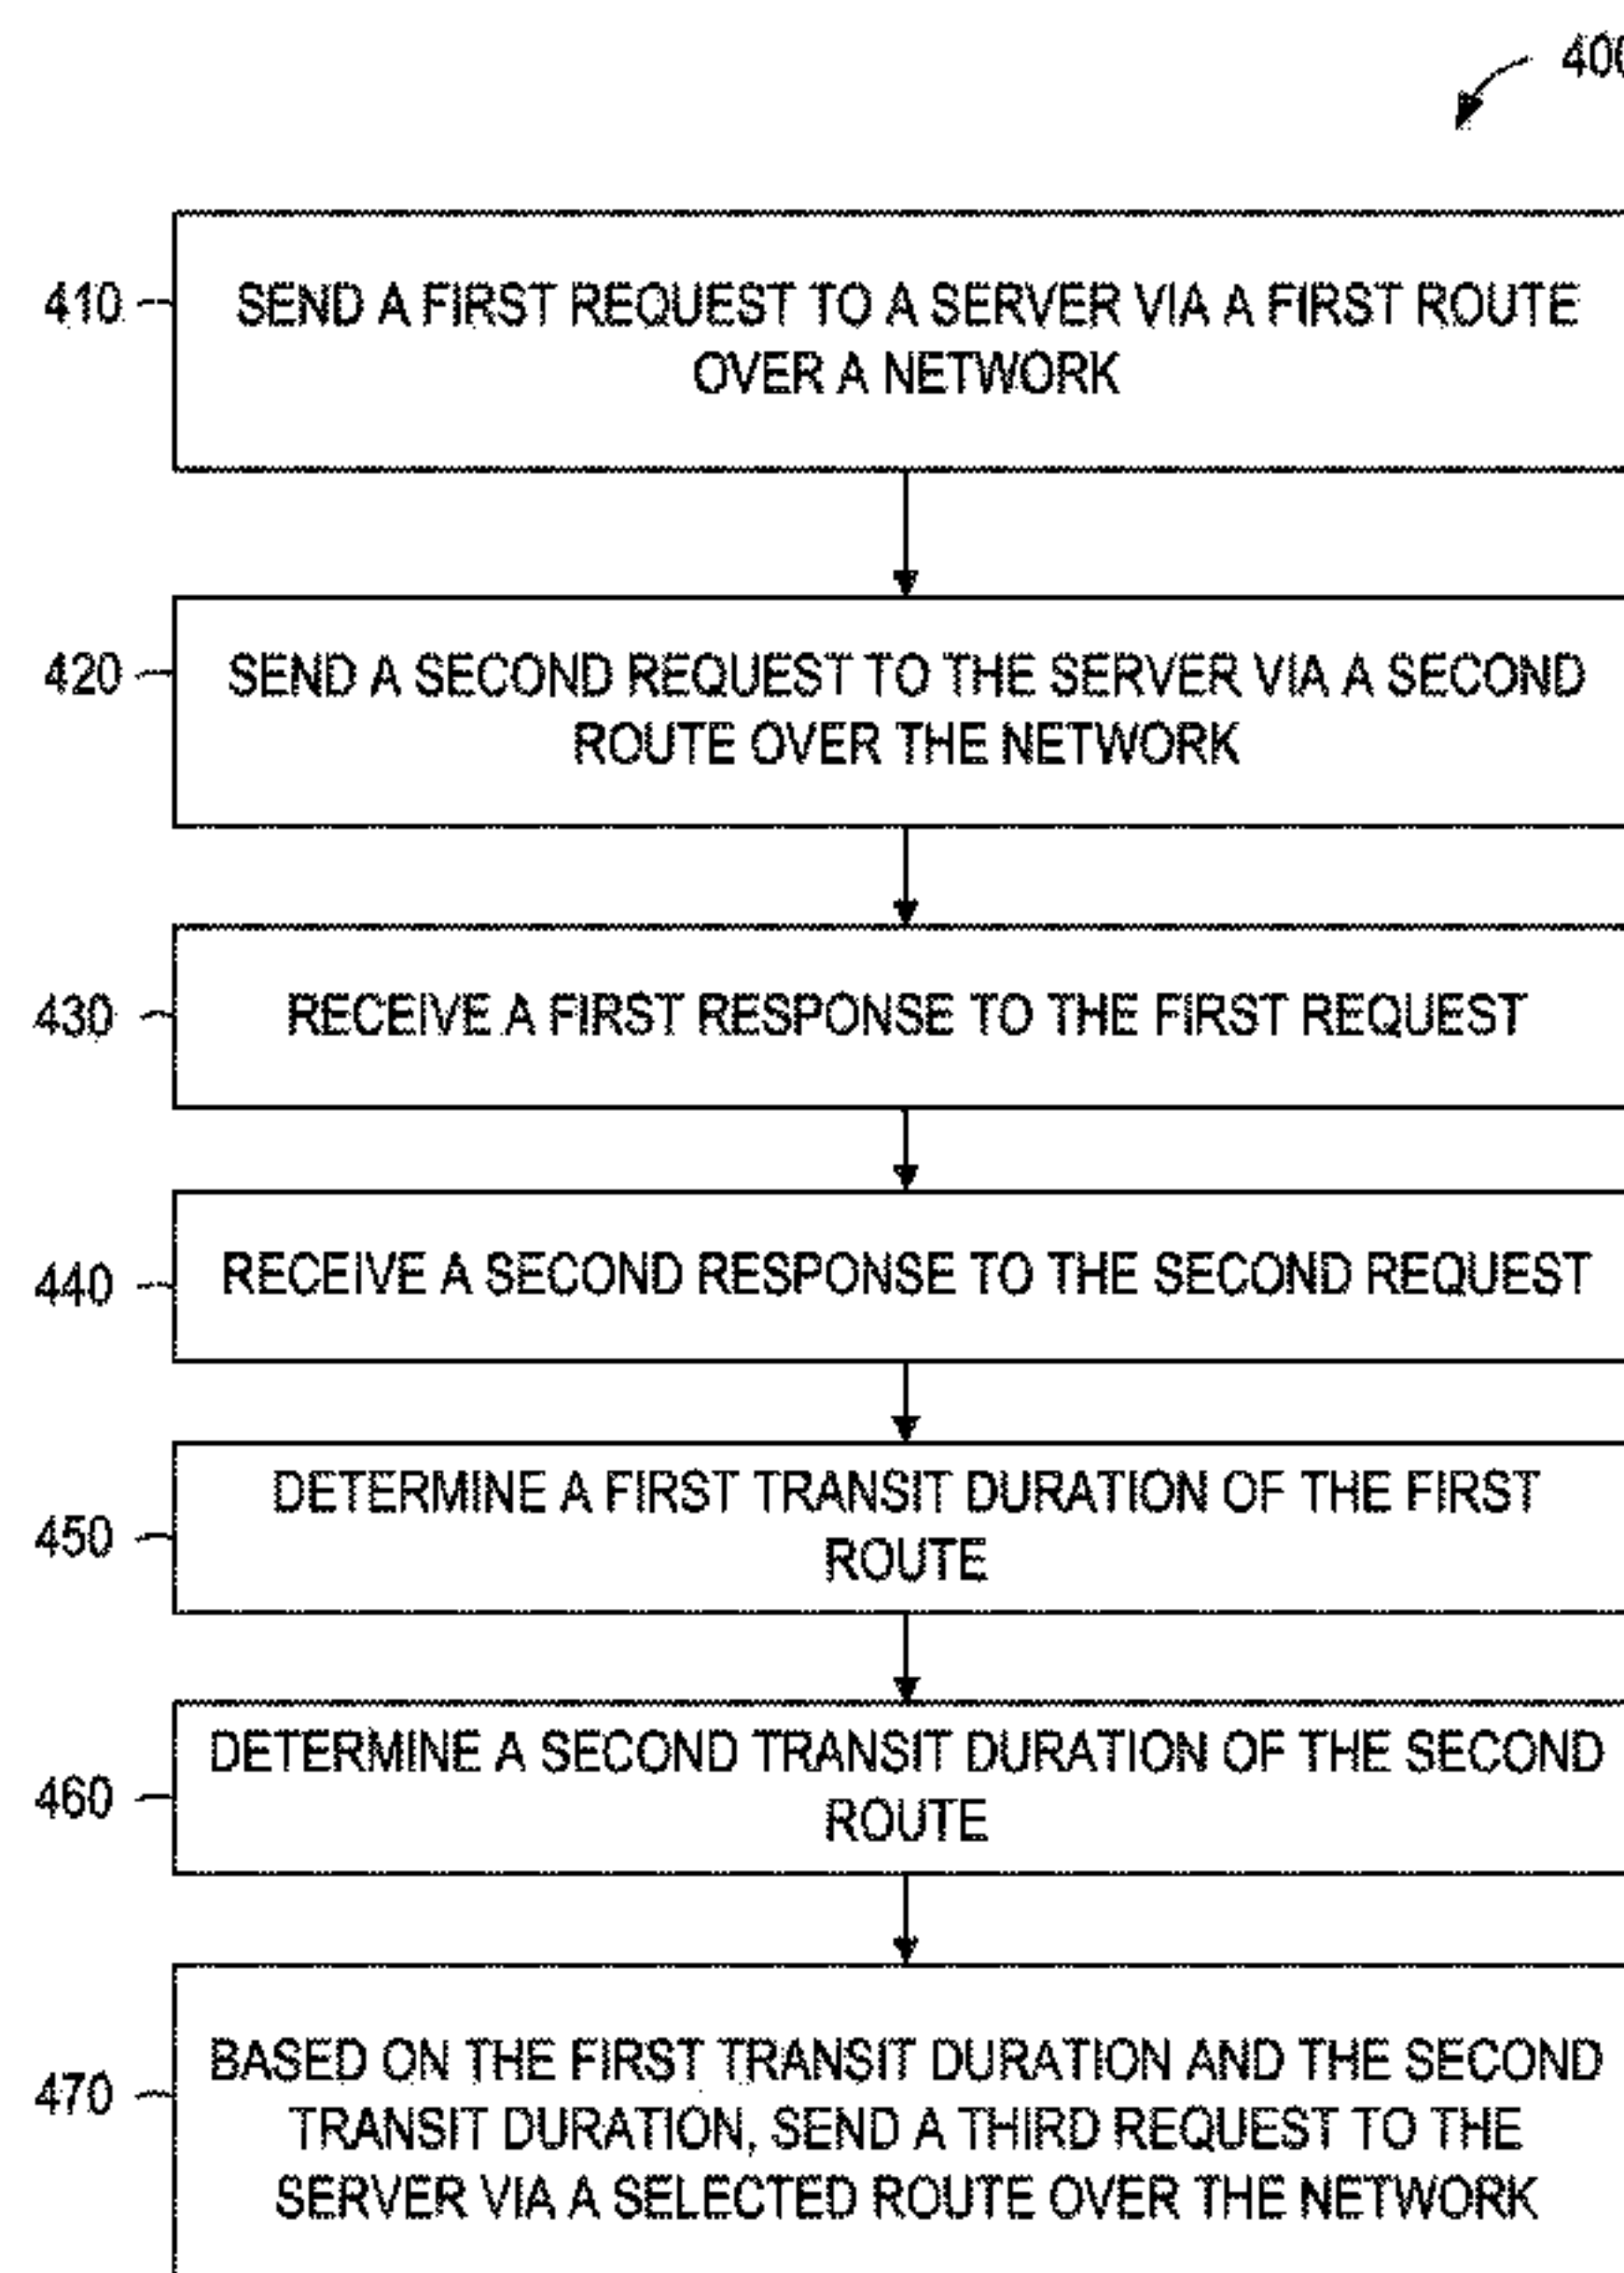 400
410
SEND A FIRST REQUEST TO A SERVER VIA A FIRST ROUTE
OVER A NETWORK
420
SEND A SECOND REQUEST TO THE SERVER VIA A SECOND
ROUTE OVER THE NETWORK
430
RECEIVE A FIRST RESPONSE TO THE FIRST REQUEST
440
RECEIVE A SECOND RESPONSE TO THE SECOND REQUEST
450
DETERMINE A FIRST TRANSIT DURATION OF THE FIRST
ROUTE
460
DETERMINE A SECOND TRANSIT DURATION OF THE SECOND
ROUTE
470
BASED ON THE FIRST TRANSIT DURATION AND THE SECOND
TRANSIT DURATION, SEND A THIRD REQUEST TO THE
SERVER VIA A SELECTED ROUTE OVER THE NETWORK